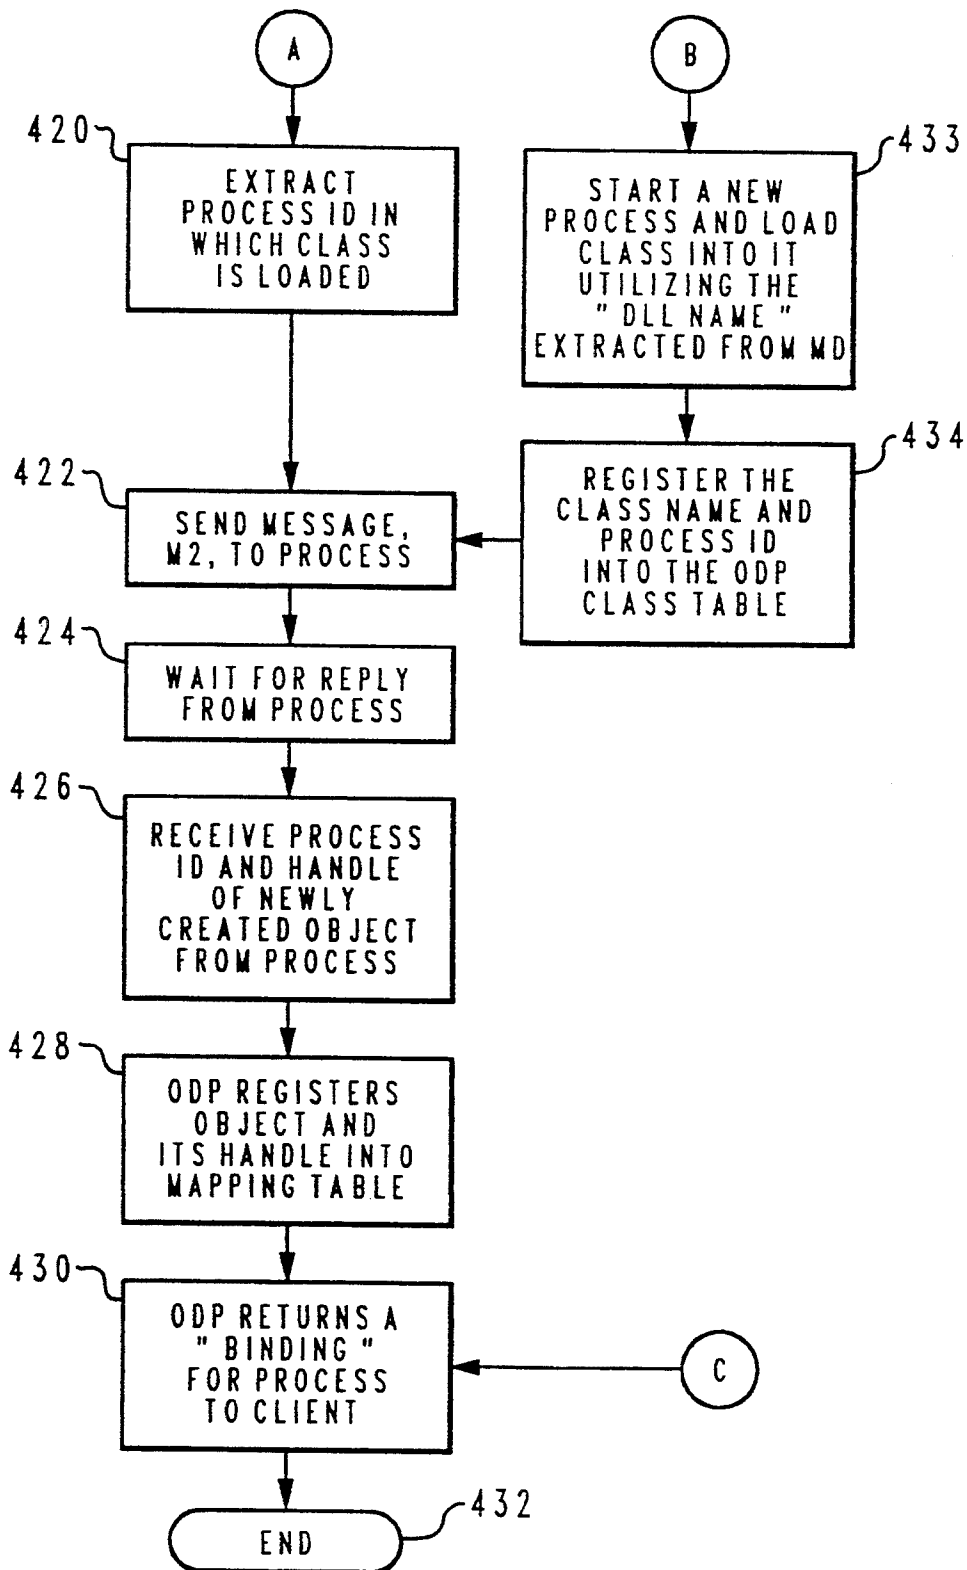 A
B
420
EXTRACT
PROCESS ID IN
WHICH CLASS
IS LOADED
433
START A NEW
PROCESS AND LOAD
CLASS INTO IT
UTILIZING THE
" DLL NAME "
EXTRACTED FROM MD
422
SEND MESSAGE,
M2, TO PROCESS
434
REGISTER THE
CLASS NAME AND
PROCESS ID
INTO THE ODP
CLASS TABLE
424
WAIT FOR REPLY
FROM PROCESS
426
RECEIVE PROCESS
ID AND HANDLE
OF NEWLY
CREATED OBJECT
FROM PROCESS
428
ODP REGISTERS
OBJECT AND
ITS HANDLE INTO
MAPPING TABLE
430
ODP RETURNS A
" BINDING "
FOR PROCESS
TO CLIENT
C
432
END